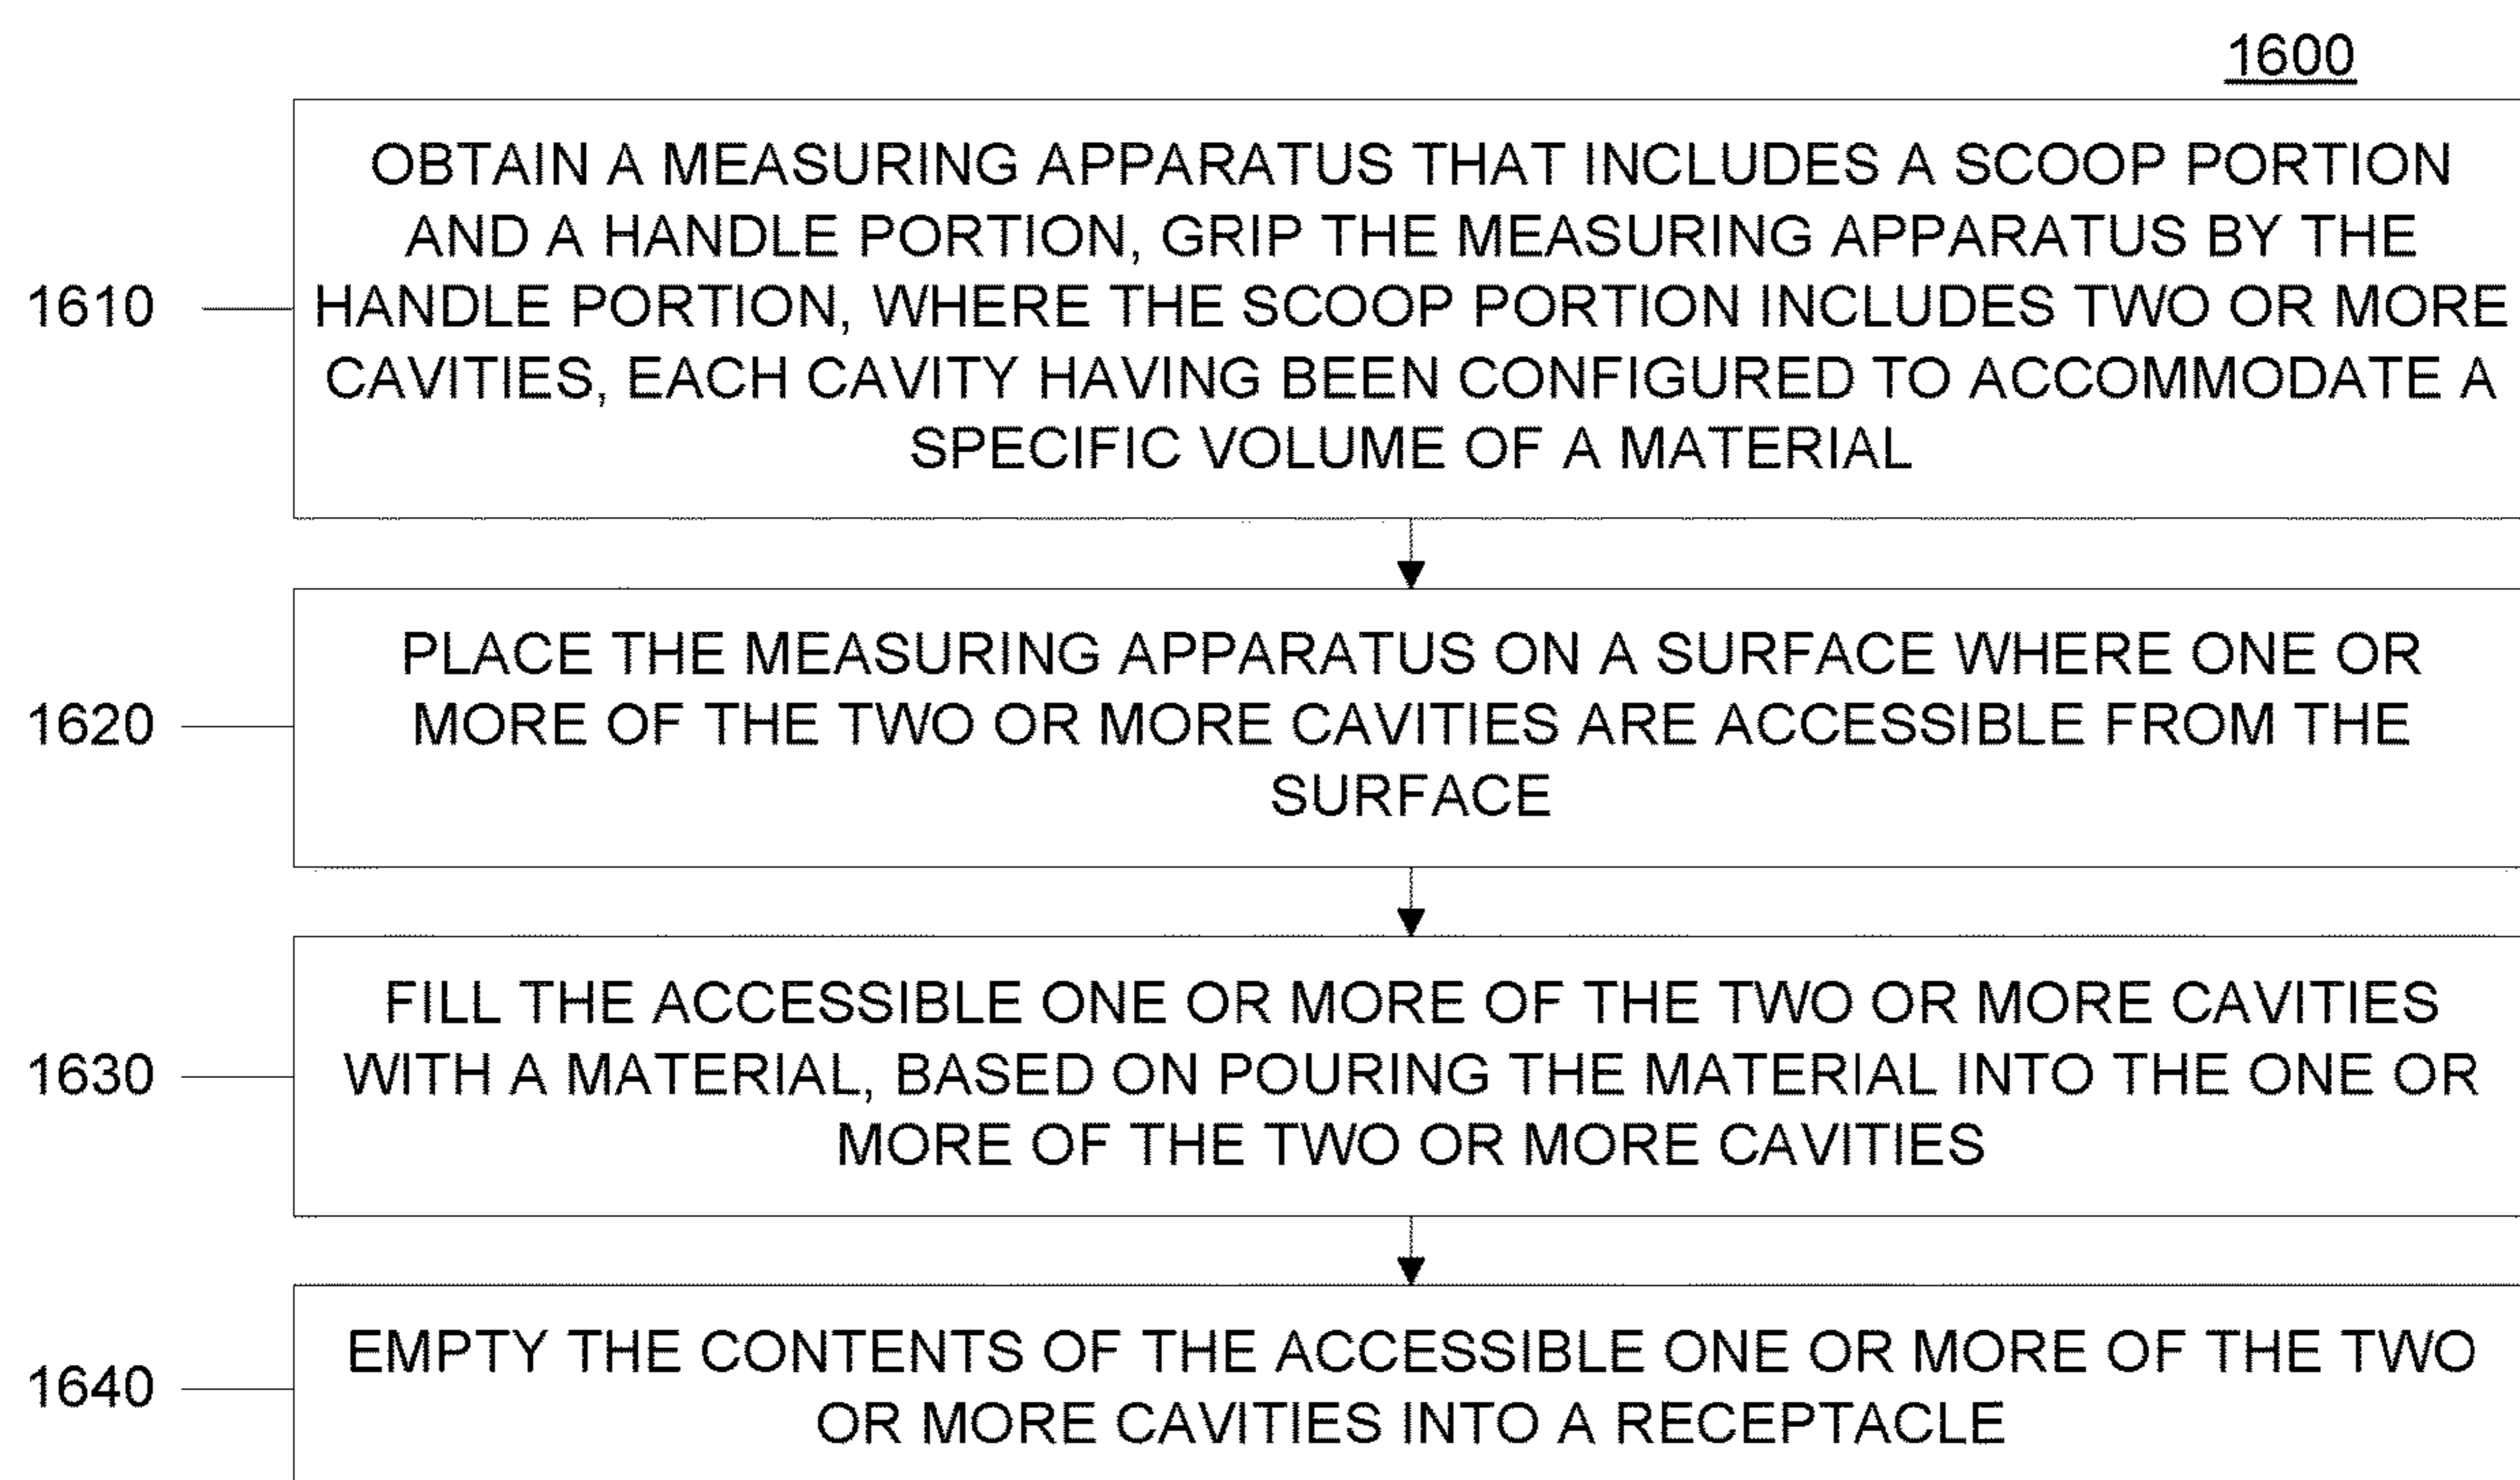 1600
OBTAIN A MEASURING APPARATUS THAT INCLUDES A SCOOP PORTION
AND A HANDLE PORTION, GRIP THE MEASURING APPARATUS BY THE
1610 HANDLE PORTION, WHERE THE SCOOP PORTION INCLUDES TWO OR MORE
CAVITIES, EACH CAVITY HAVING BEEN CONFIGURED TO ACCOMMODATE A
SPECIFIC VOLUME OF A MATERIAL
PLACE THE MEASURING APPARATUS ON A SURFACE WHERE ONE OR
1620 MORE OF THE TWO OR MORE CAVITIES ARE ACCESSIBLE FROM THE
SURFACE
FILL THE ACCESSIBLE ONE OR MORE OF THE TWO OR MORE CAVITIES
1630 WITH A MATERIAL, BASED ON POURING THE MATERIAL INTO THE ONE OR
MORE OF THE TWO OR MORE CAVITIES
1640 EMPTY THE CONTENTS OF THE ACCESSIBLE ONE OR MORE OF THE TWO
OR MORE CAVITIES INTO A RECEPTACLE